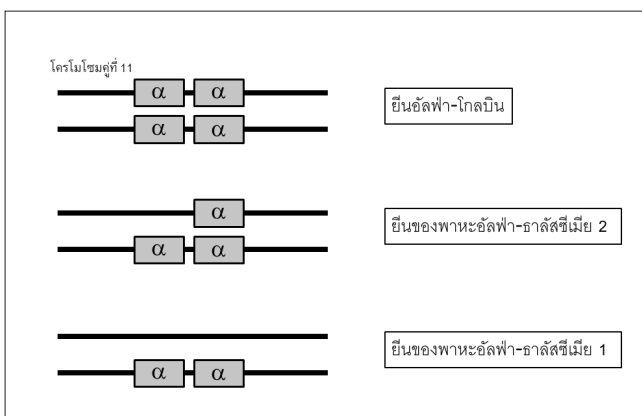 โครโมโซมคู่ที่ 11
α α
α α
ยีนอัลฟ่า-โกลบิน
α
α α
ยีนของพาหะอัลฟ่า-ธาลัสซีเมีย 2
α α
ยีนของพาหะอัลฟ่า-ธาลัสซีเมีย 1